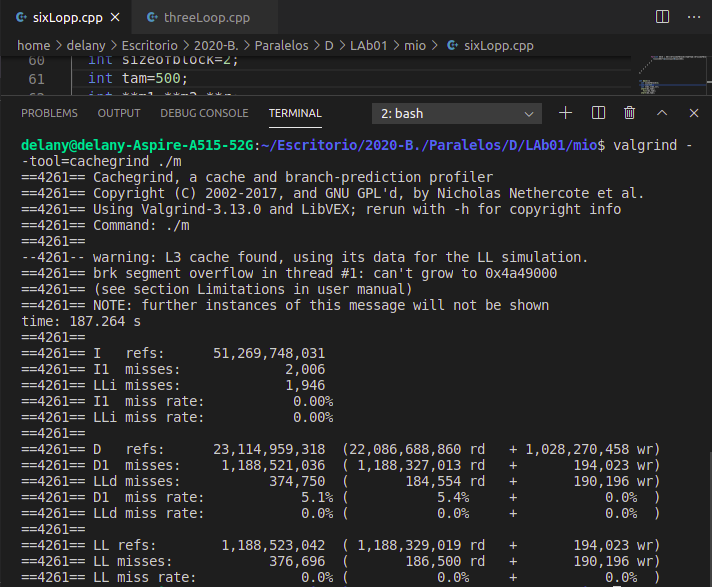 sixLopp.cpp × threeLoop.cpp ···
home > delany > Escritorio > 2020-B. > Paralelos > D > LAb01 > mio > sixLopp.cpp
60 int sizeofblock=2;
61 int tam=500;
PROBLEMS OUTPUT DEBUG CONSOLE TERMINAL 2: bash
delany@delany-Aspire-A515-52G:~/Escritorio/2020-B./Paralelos/D/LAb01/mio$ valgrind -
-tool=cachegrind ./m
==4261== Cachegrind, a cache and branch-prediction profiler
==4261== Copyright (C) 2002-2017, and GNU GPL'd, by Nicholas Nethercote et al.
==4261== Using Valgrind-3.13.0 and LibVEX; rerun with -h for copyright info
==4261== Command: ./m
==4261==
--4261-- warning: L3 cache found, using its data for the LL simulation.
==4261== brk segment overflow in thread #1: can't grow to 0x4a49000
==4261== (see section Limitations in user manual)
==4261== NOTE: further instances of this message will not be shown
time: 187.264 s
==4261==
==4261== I   refs:      51,269,748,031
==4261== I1  misses:             2,006
==4261== LLi misses:             1,946
==4261== I1  miss rate:           0.00%
==4261== LLi miss rate:           0.00%
==4261==
==4261== D   refs:      23,114,959,318  (22,086,688,860 rd   + 1,028,270,458 wr)
==4261== D1  misses:     1,188,521,036  ( 1,188,327,013 rd   +       194,023 wr)
==4261== LLd misses:           374,750  (       184,554 rd   +       190,196 wr)
==4261== D1  miss rate:            5.1% (           5.4%     +           0.0%  )
==4261== LLd miss rate:            0.0% (           0.0%     +           0.0%  )
==4261==
==4261== LL refs:        1,188,523,042  ( 1,188,329,019 rd   +       194,023 wr)
==4261== LL misses:            376,696  (       186,500 rd   +       190,196 wr)
==4261== LL miss rate:             0.0% (           0.0%     +           0.0%  )